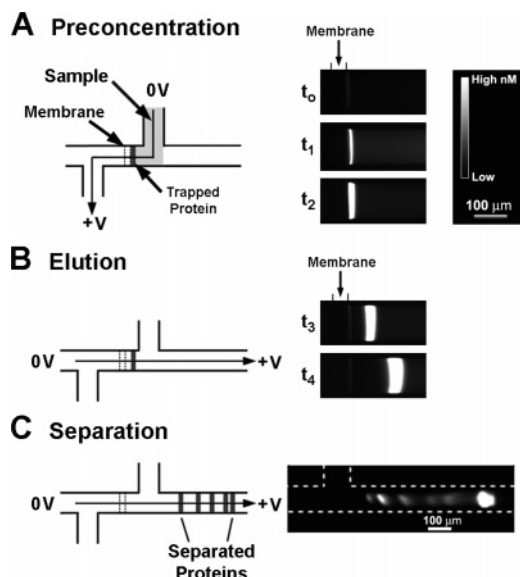 A Preconcentration
Sample
0V
Membrane
Trapped
Protein
+V
Membrane
to
t1
t2
High nM
Low
100 μm
B Elution
0V
+V
Membrane
t3
t4
C Separation
0V
+V
Separated
Proteins
100 μm